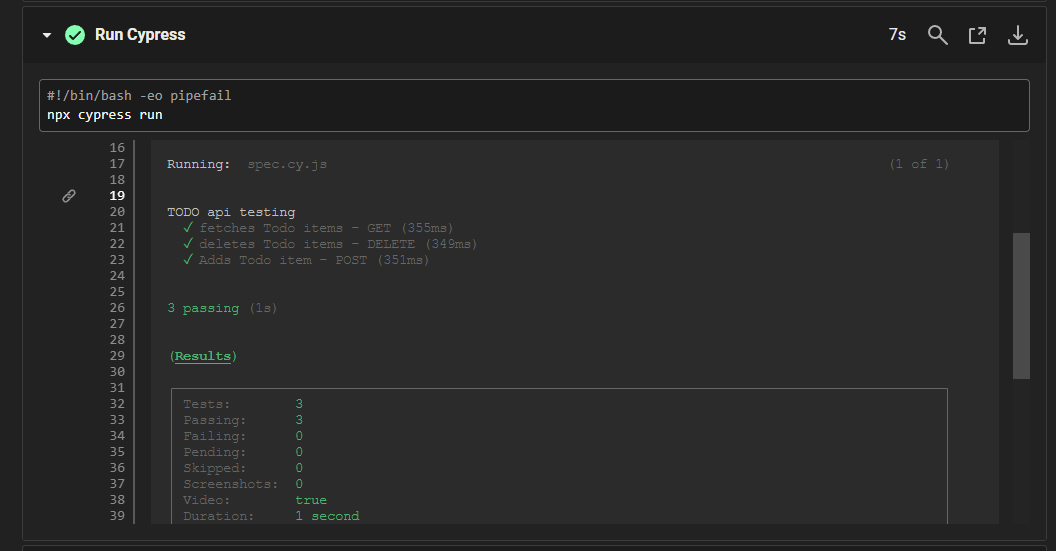 Run Cypress 7s
#!/bin/bash -eo pipefail
npx cypress run
16
17 Running: spec.cy.js (1 of 1)
18
19
20 TODO api testing
21 ✓ fetches Todo items - GET (355ms)
22 ✓ deletes Todo items - DELETE (349ms)
23 ✓ Adds Todo item - POST (351ms)
24
25
26 3 passing (1s)
27
28
29 (Results)
30
31
32 Tests: 3
33 Passing: 3
34 Failing: 0
35 Pending: 0
36 Skipped: 0
37 Screenshots: 0
38 Video: true
39 Duration: 1 second